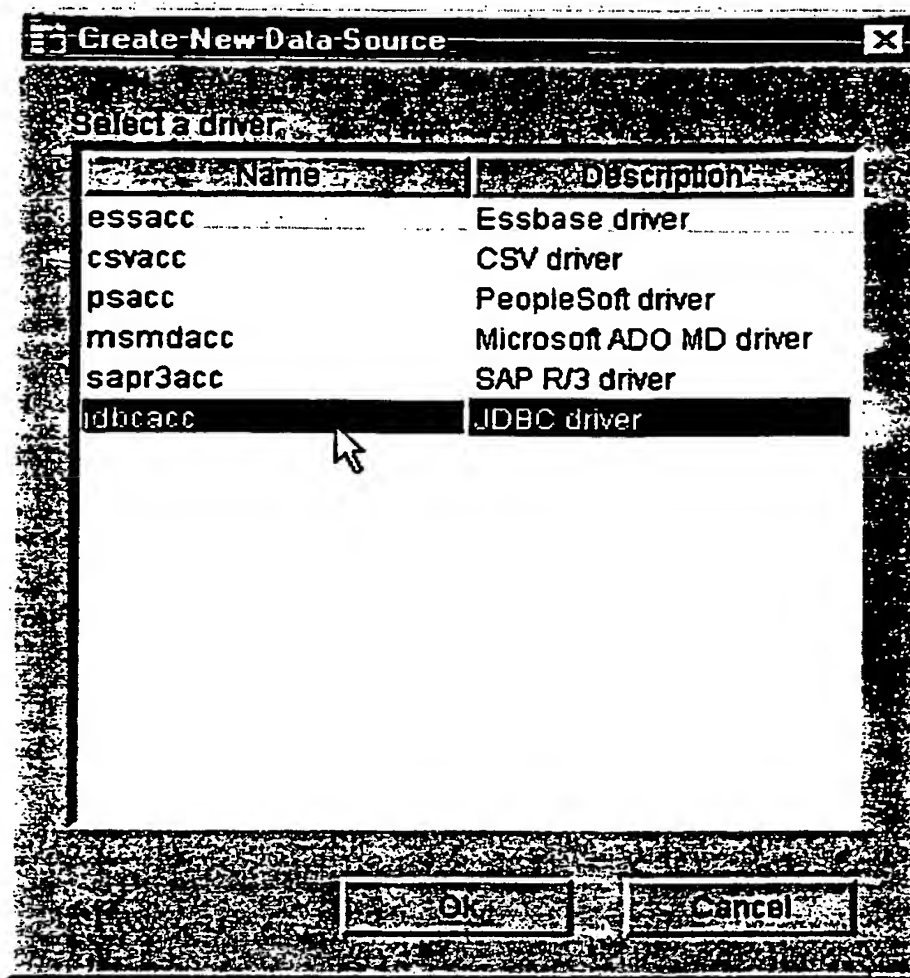 Create New Data Source
Select a driver
Name Description
essacc Essbase driver
csvacc CSV driver
psacc PeopleSoft driver
msmdacc Microsoft ADO MD driver
sapr3acc SAP R/3 driver
jdbcacc JDBC driver
Ok Cancel